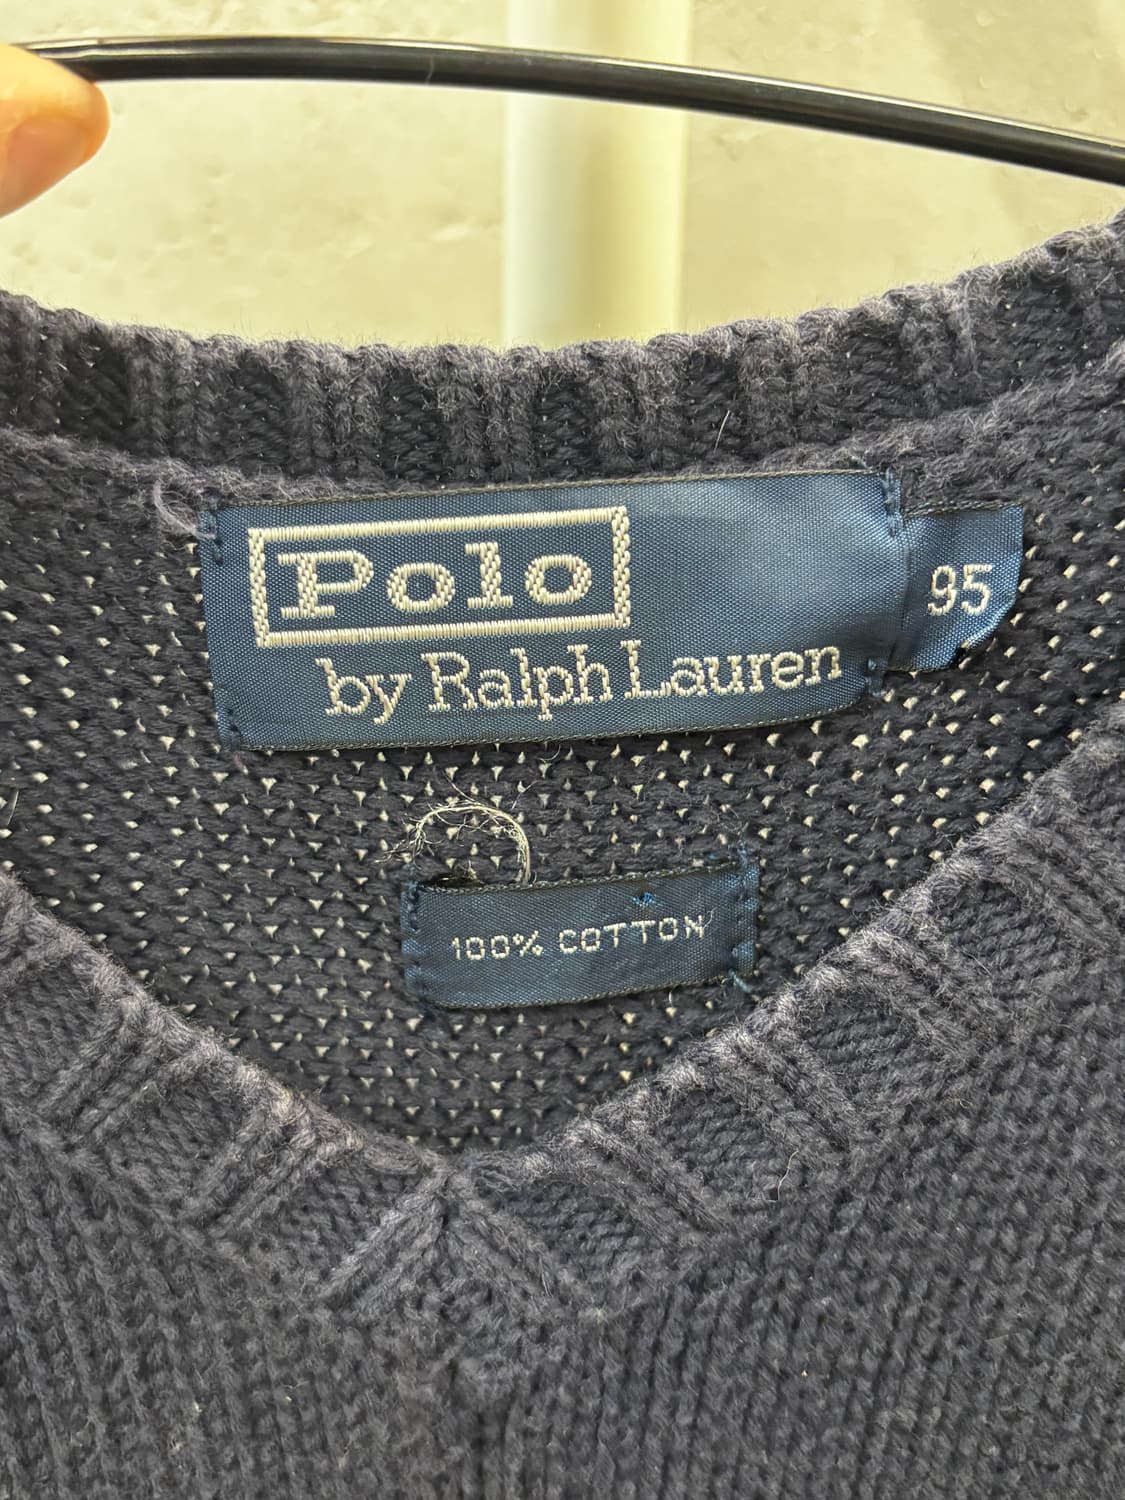 Polo
by Ralph Lauren
95
100% COTTON